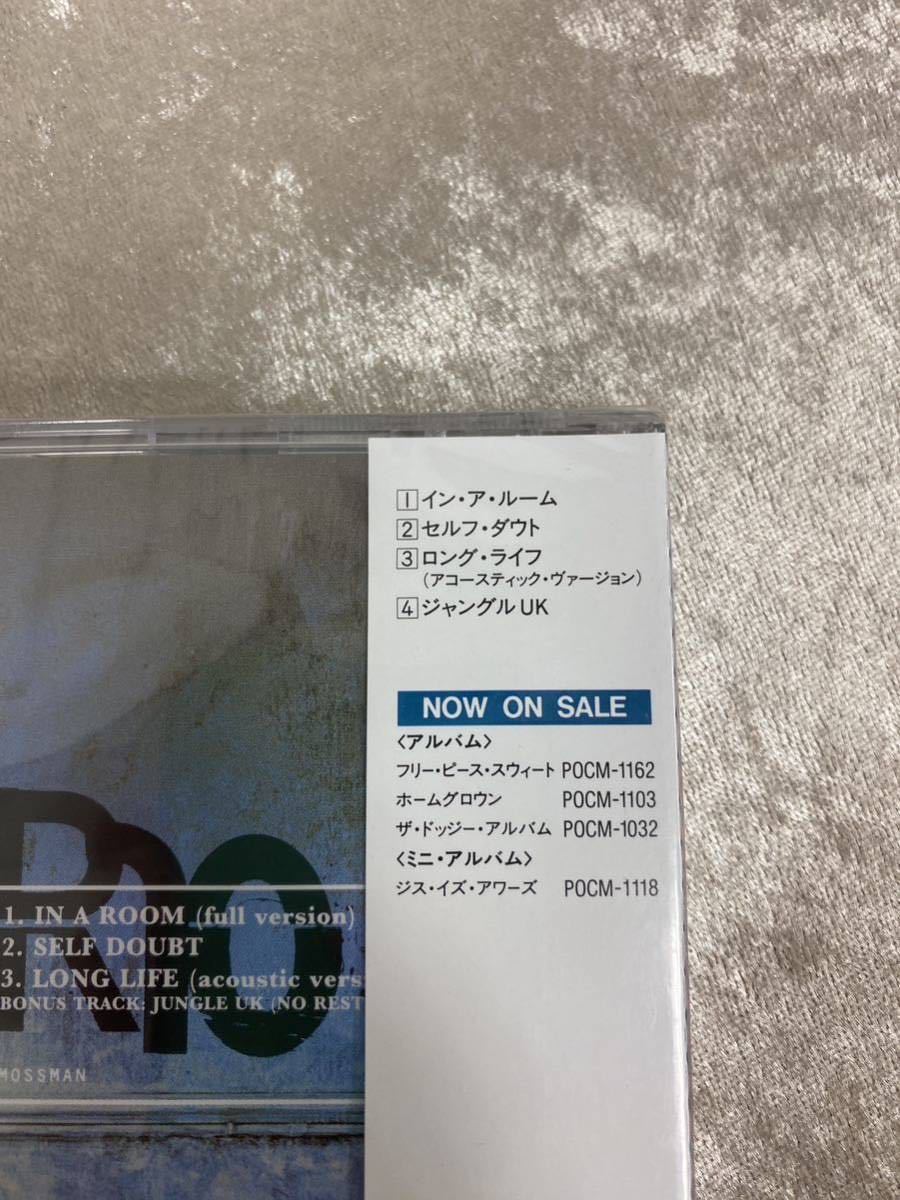 1 イン・ア・ルーム
2 セルフ・ダウト
3 ロング・ライフ
(アコースティック・ヴァージョン)
4 ジャングル UK
NOW ON SALE
〈アルバム〉
フリー・ピース・スウィート POCM-1162
ホームグロウン POCM-1103
ザ・ドッジー・アルバム POCM-1032
〈ミニ・アルバム〉
ジス・イズ・アワーズ POCM-1118
R10
1. IN A ROOM (full version)
2. SELF DOUBT
3. LONG LIFE (acoustic vers
BONUS TRACK: JUNGLE UK (NO REST
MOSSMAN